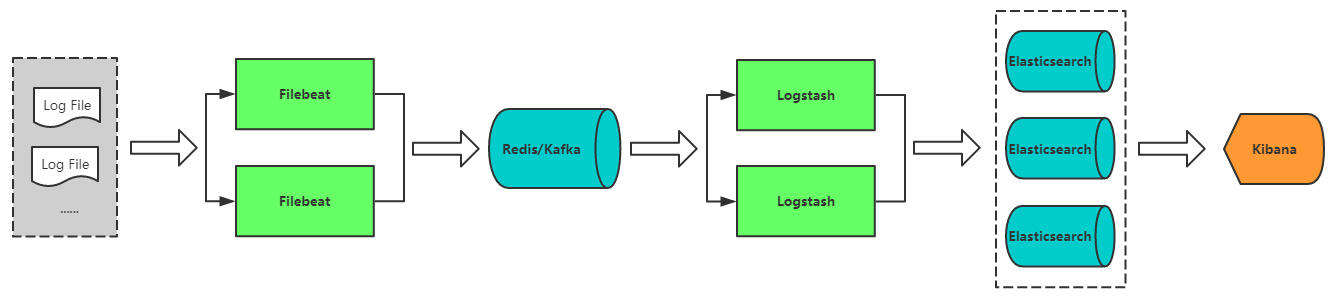 Log File
Log File
......
Filebeat
Filebeat
Redis/Kafka
Logstash
Logstash
Elasticsearch
Elasticsearch
Elasticsearch
Kibana